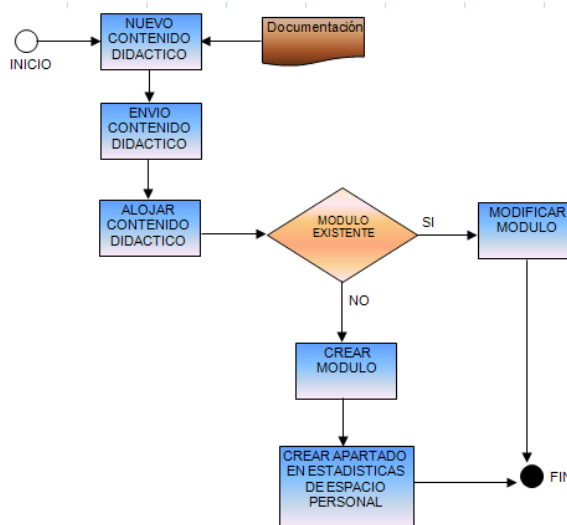 NUEVO
CONTENIDO
DIDACTICO
Documentación
INICIO
ENVIO
CONTENIDO
DIDACTICO
ALOJAR
CONTENIDO
DIDACTICO
MODULO
EXISTENTE
SI
MODIFICAR
MODULO
NO
CREAR
MODULO
CREAR APARTADO
EN ESTADISTICAS
DE ESPACIO
PERSONAL
FIN